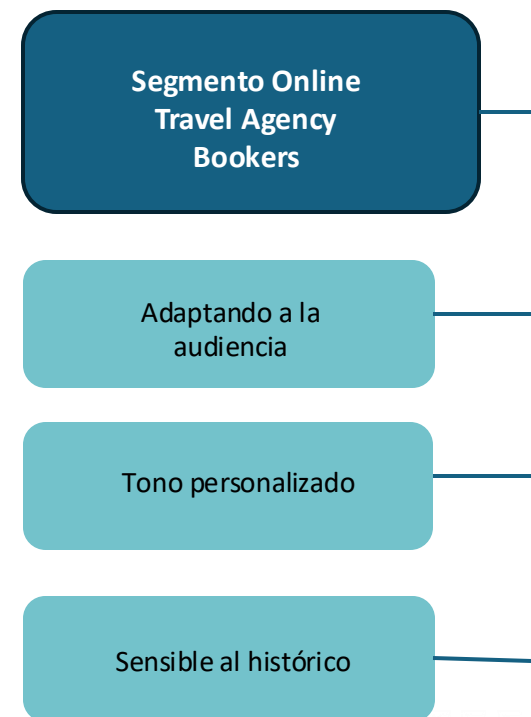 Segmento Online
Travel Agency
Bookers
Adaptando a la
audiencia
Tono personalizado
Sensible al histórico